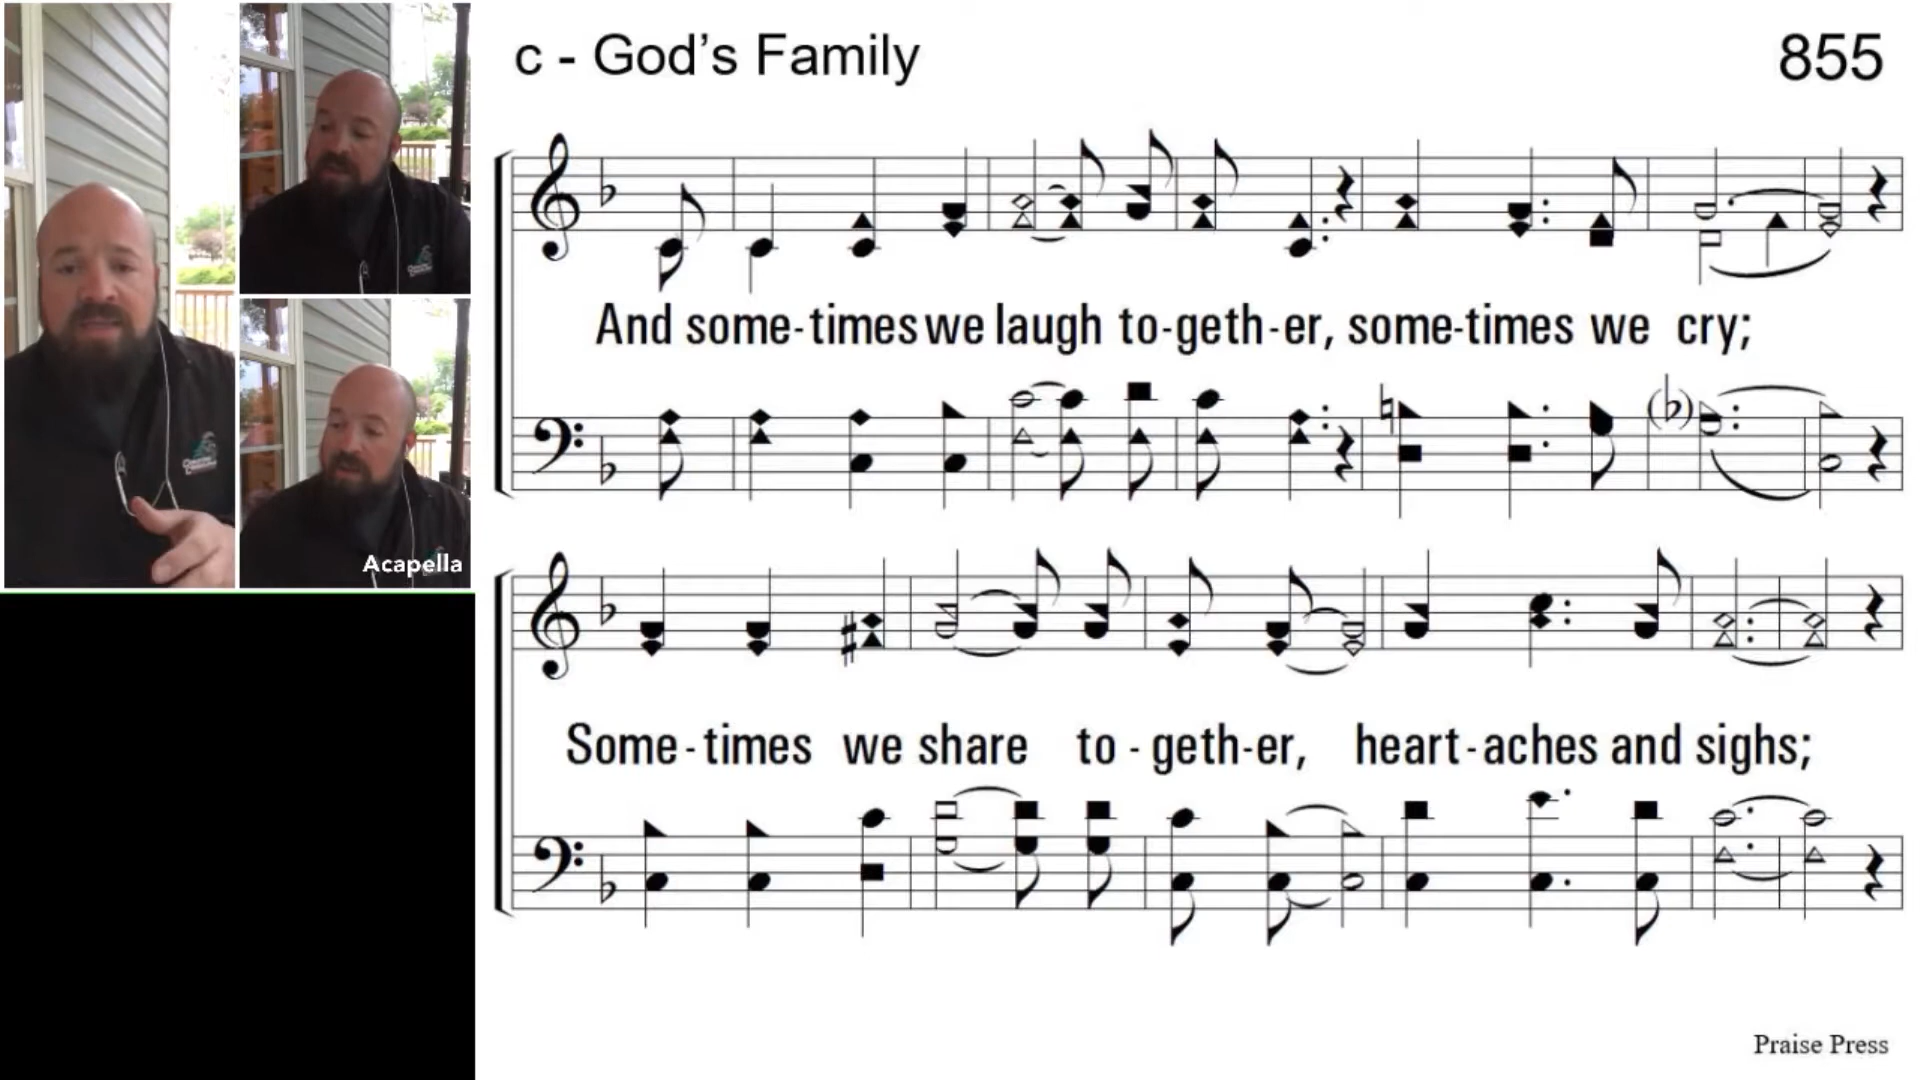 c - God's Family
855
And some-times we laugh to-geth-er, some-times we cry;
Some-times we share to-geth-er, heart-aches and sighs;
Acapella
Praise Press